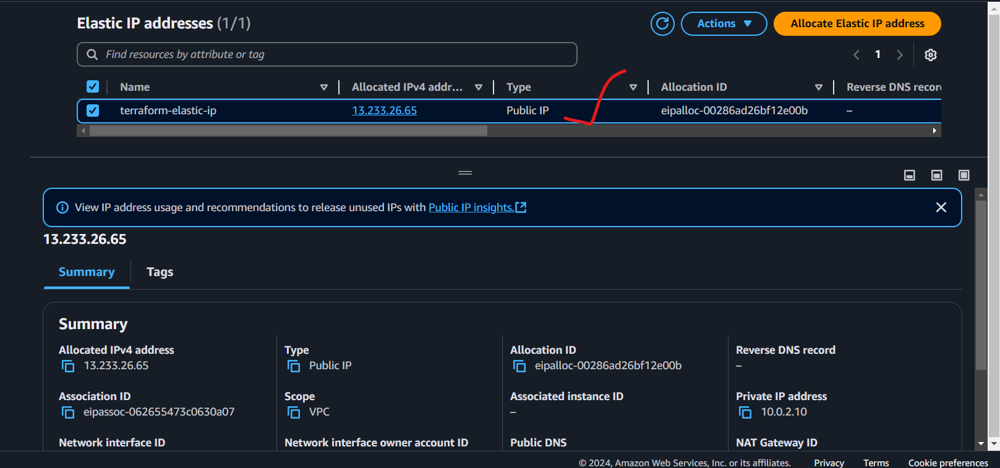 Elastic IP addresses (1/1)
Actions
Allocate Elastic IP address
Find resources by attribute or tag
1
Name
Allocated IPv4 addr...
Type
Allocation ID
Reverse DNS recor
terraform-elastic-ip
13.233.26.65
Public IP
eipalloc-00286ad26bf12e00b
–
View IP address usage and recommendations to release unused IPs with Public IP insights.
13.233.26.65
Summary
Tags
Summary
Allocated IPv4 address
13.233.26.65
Type
Public IP
Allocation ID
eipalloc-00286ad26bf12e00b
Reverse DNS record
–
Association ID
eipassoc-062655473c0630a07
Scope
VPC
Associated instance ID
–
Private IP address
10.0.2.10
Network interface ID
Network interface owner account ID
Public DNS
NAT Gateway ID
© 2024, Amazon Web Services, Inc. or its affiliates.
Privacy
Terms
Cookie preferences